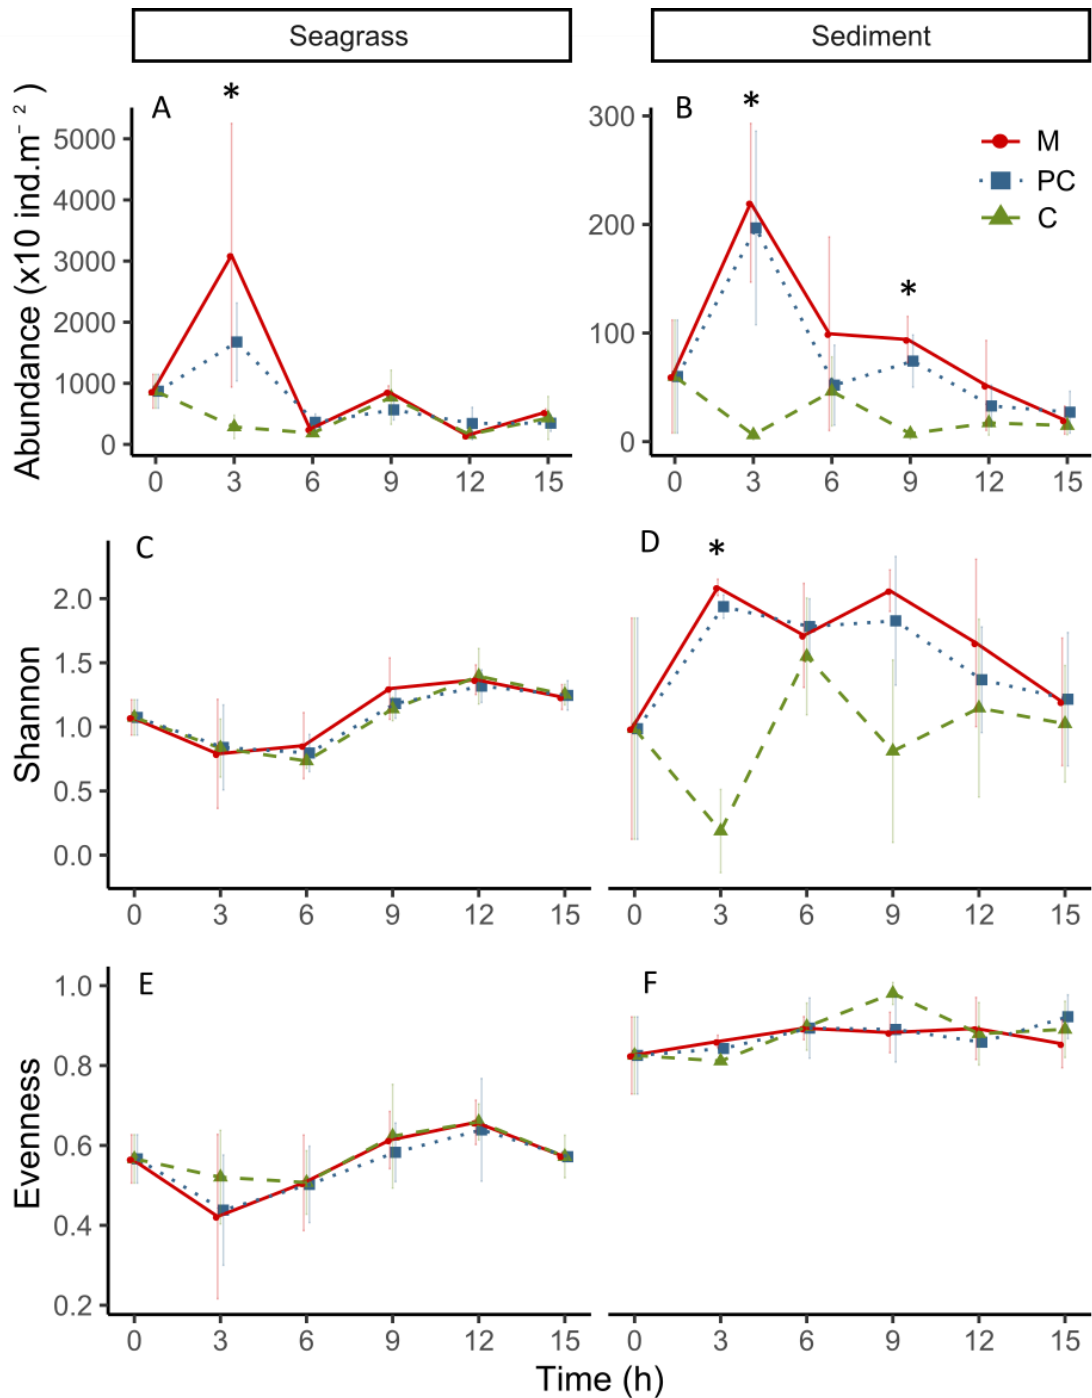 Seagrass
Sediment
Abundance (x10 ind.m⁻²)
A
*
5000
4000
3000
2000
1000
0
0 3 6 9 12 15
B
*
*
300
200
100
0
0 3 6 9 12 15
M
PC
C
Shannon
C
2.0
1.5
1.0
0.5
0.0
0 3 6 9 12 15
D
*
0 3 6 9 12 15
Evenness
E
1.0
0.8
0.6
0.4
0.2
0 3 6 9 12 15
F
0 3 6 9 12 15
Time (h)